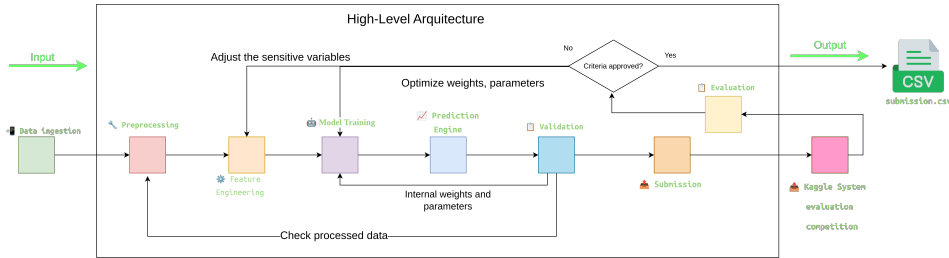 High-Level Arquitecture
Input
Output
No
Yes
Criteria approved?
Adjust the sensitive variables
Optimize weights, parameters
CSV
submission.csv
Evaluation
Data ingestion
Preprocessing
Model Training
Prediction
Engine
Validation
Feature
Engineering
Submission
Kaggle System
evaluation
competition
Internal weights and
parameters
Check processed data